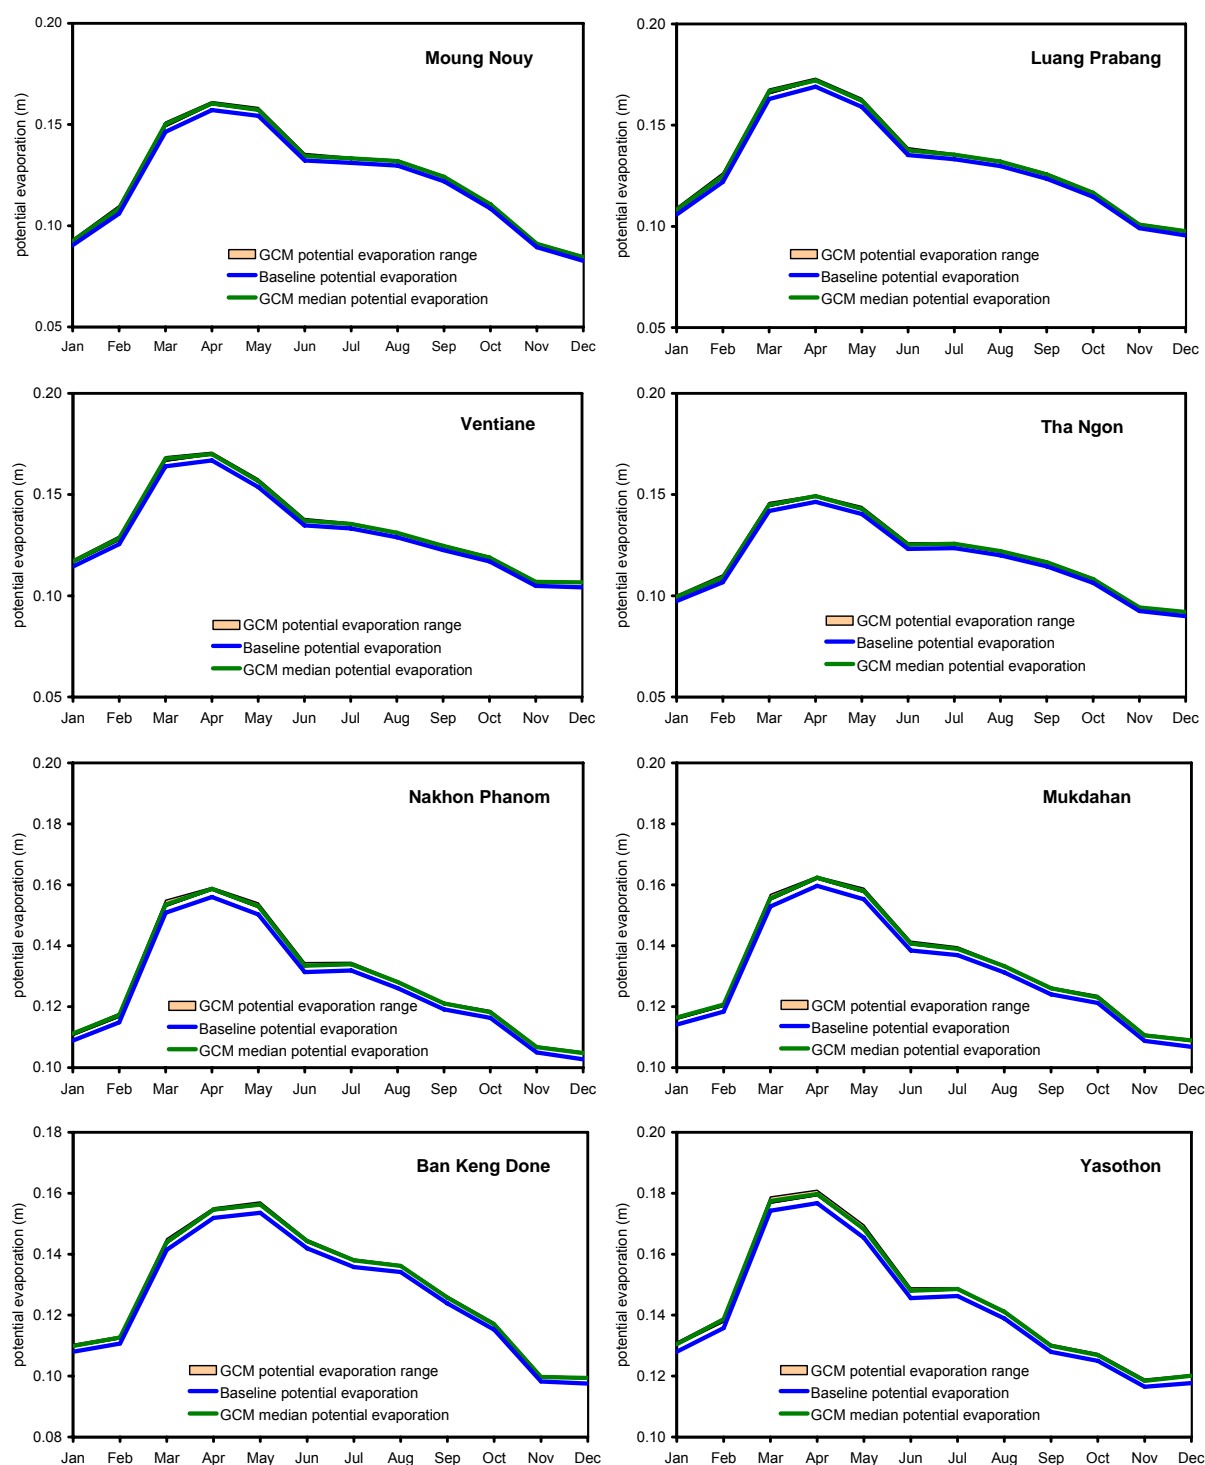 Moung Nouy
potential evaporation (m)
0.20
0.15
0.10
0.05
GCM potential evaporation range
Baseline potential evaporation
GCM median potential evaporation
Jan Feb Mar Apr May Jun Jul Aug Sep Oct Nov Dec
Luang Prabang
potential evaporation (m)
0.20
0.15
0.10
0.05
GCM potential evaporation range
Baseline potential evaporation
GCM median potential evaporation
Jan Feb Mar Apr May Jun Jul Aug Sep Oct Nov Dec
Ventiane
potential evaporation (m)
0.20
0.15
0.10
0.05
GCM potential evaporation range
Baseline potential evaporation
GCM median potential evaporation
Jan Feb Mar Apr May Jun Jul Aug Sep Oct Nov Dec
Tha Ngon
potential evaporation (m)
0.20
0.15
0.10
0.05
GCM potential evaporation range
Baseline potential evaporation
GCM median potential evaporation
Jan Feb Mar Apr May Jun Jul Aug Sep Oct Nov Dec
Nakhon Phanom
potential evaporation (m)
0.20
0.18
0.16
0.14
0.12
0.10
GCM potential evaporation range
Baseline potential evaporation
GCM median potential evaporation
Jan Feb Mar Apr May Jun Jul Aug Sep Oct Nov Dec
Mukdahan
potential evaporation (m)
0.20
0.18
0.16
0.14
0.12
0.10
GCM potential evaporation range
Baseline potential evaporation
GCM median potential evaporation
Jan Feb Mar Apr May Jun Jul Aug Sep Oct Nov Dec
Ban Keng Done
potential evaporation (m)
0.18
0.16
0.14
0.12
0.10
0.08
GCM potential evaporation range
Baseline potential evaporation
GCM median potential evaporation
Jan Feb Mar Apr May Jun Jul Aug Sep Oct Nov Dec
Yasothon
potential evaporation (m)
0.20
0.18
0.16
0.14
0.12
0.10
GCM potential evaporation range
Baseline potential evaporation
GCM median potential evaporation
Jan Feb Mar Apr May Jun Jul Aug Sep Oct Nov Dec